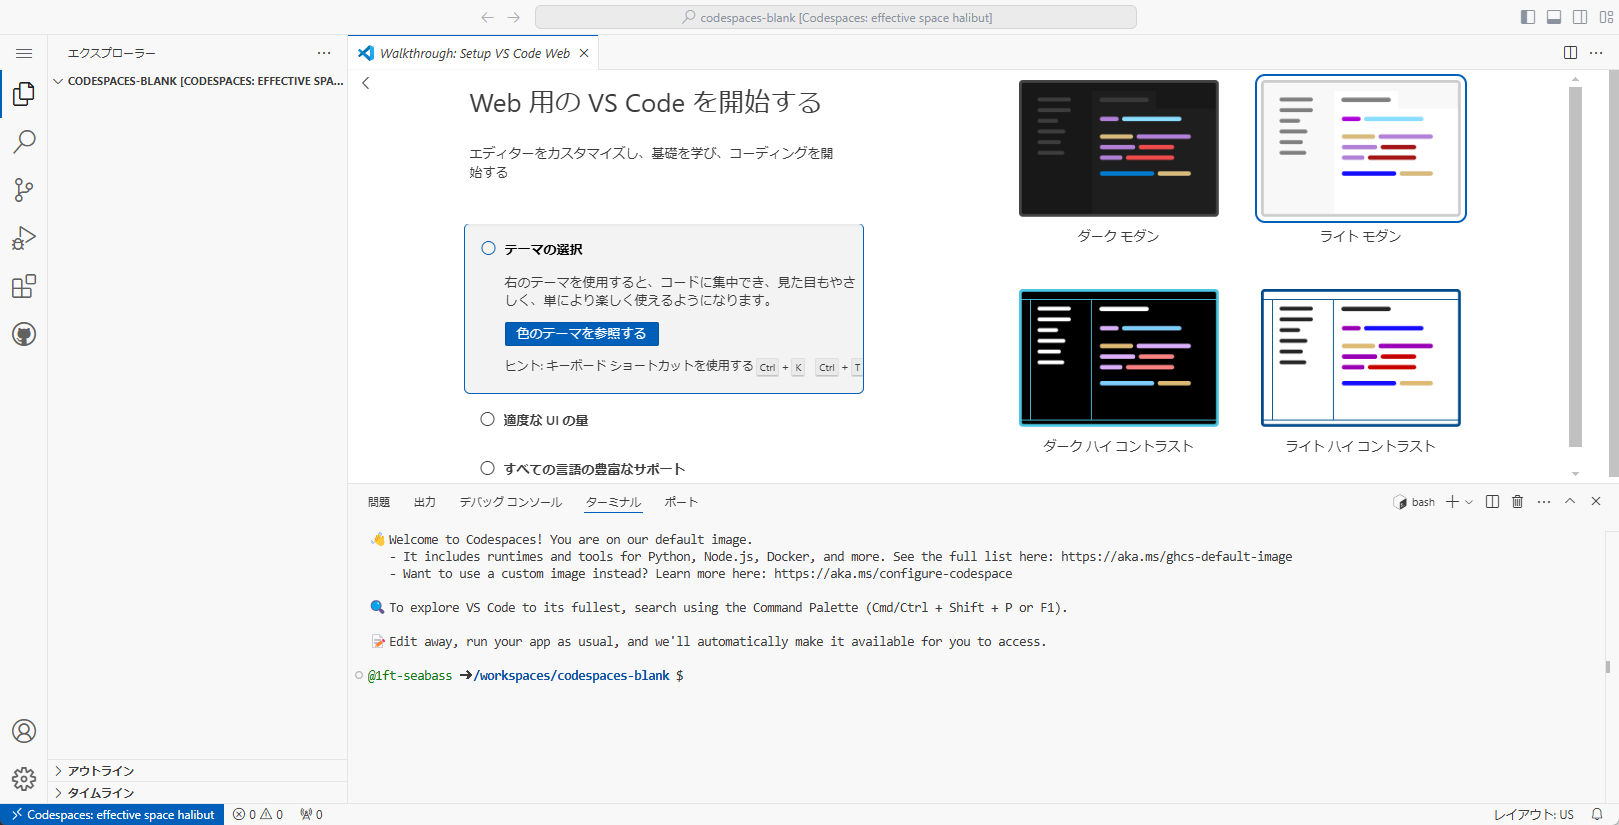 codespaces-blank [Codespaces: effective space halibut]
エクスプローラー
CODESPACES-BLANK [CODESPACES: EFFECTIVE SPA...
Walkthrough: Setup VS Code Web
Web 用の VS Code を開始する
エディターをカスタマイズし、基礎を学び、コーディングを開
始する
テーマの選択
右のテーマを使用すると、コードに集中でき、見た目もやさ
しく、単により楽しく使えるようになります。
色のテーマを参照する
ヒント: キーボード ショートカットを使用する Ctrl + K Ctrl + T
適度な UI の量
すべての言語の豊富なサポート
ダーク モダン
ライト モダン
ダーク ハイ コントラスト
ライト ハイ コントラスト
問題 出力 デバッグ コンソール ターミナル ポート
bash
Welcome to Codespaces! You are on our default image.
- It includes runtimes and tools for Python, Node.js, Docker, and more. See the full list here: https://aka.ms/ghcs-default-image
- Want to use a custom image instead? Learn more here: https://aka.ms/configure-codespace
To explore VS Code to its fullest, search using the Command Palette (Cmd/Ctrl + Shift + P or F1).
Edit away, run your app as usual, and we'll automatically make it available for you to access.
@1ft-seabass ➜/workspaces/codespaces-blank $
アウトライン
タイムライン
Codespaces: effective space halibut
0 0 0
レイアウト: US